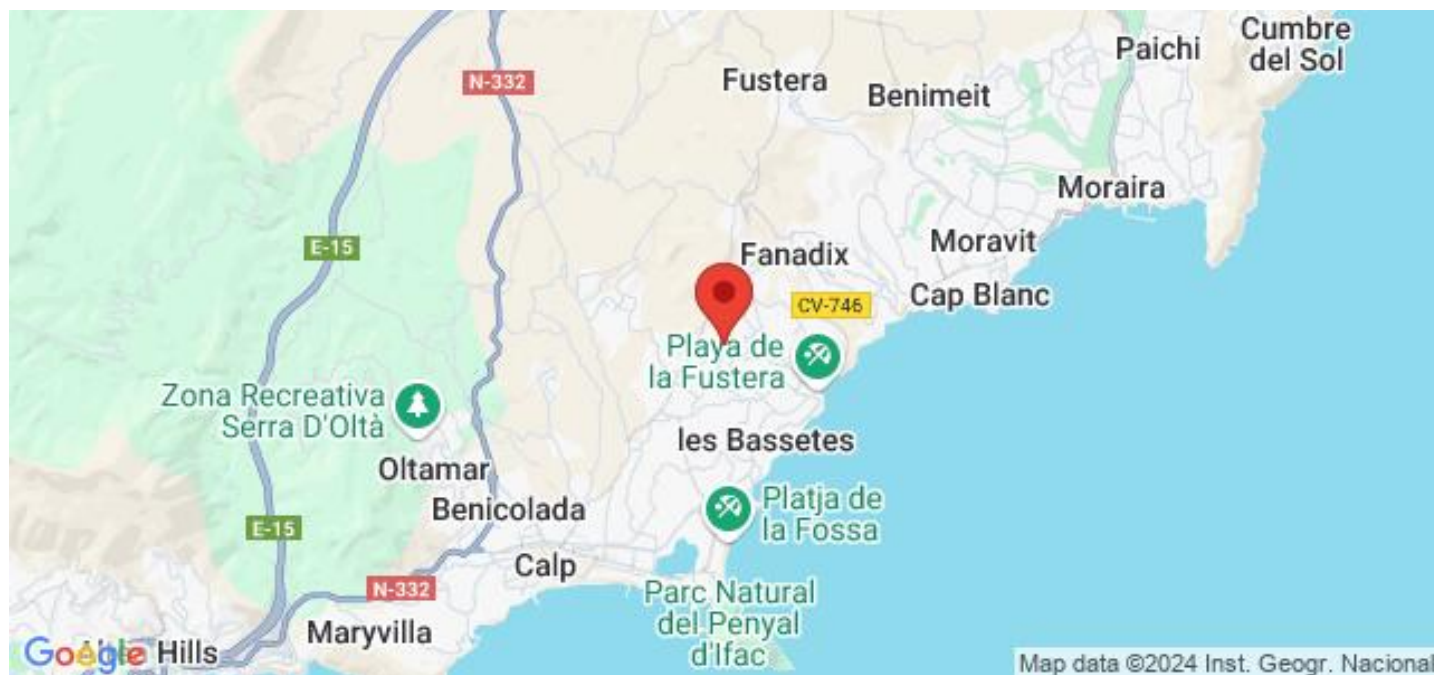 Cumbre
del Sol
Paichi
Fustera
N-332
Benimeit
Moraira
E-15
Fanadix
Moravit
Cap Blanc
CV-746
Playa de
la Fustera
Zona Recreativa
Serra D'Oltà
les Bassetes
Oltamar
Benicolada
Platja de
la Fossa
E-15
Calp
N-332
Parc Natural
del Penyal
d'Ifac
Maryvilla
Hills
Google
Map data ©2024 Inst. Geogr. Nacional